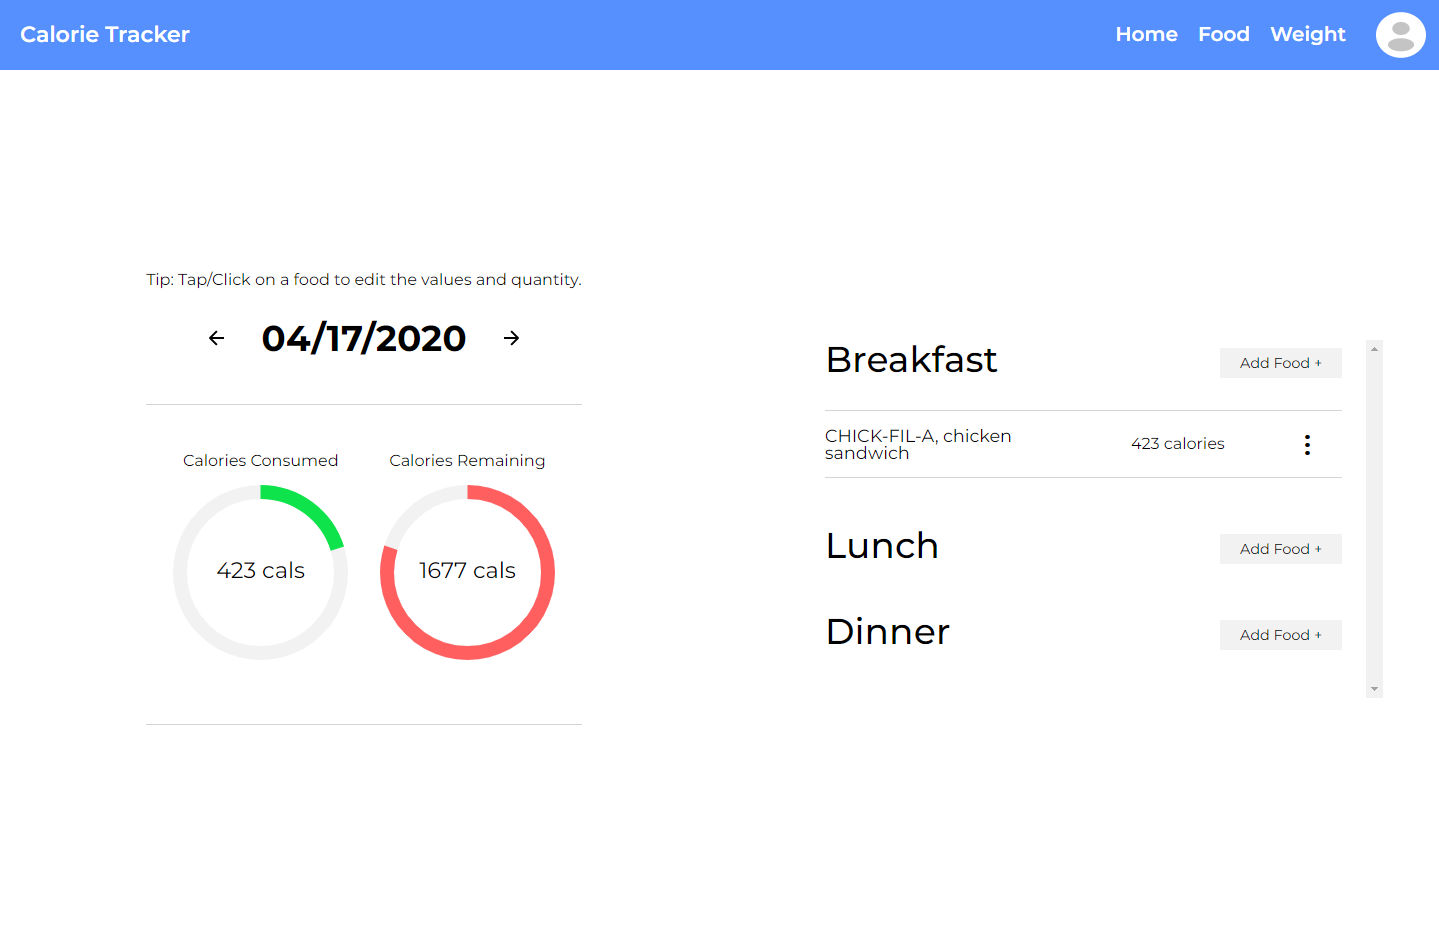 Calorie Tracker
Home Food Weight
Tip: Tap/Click on a food to edit the values and quantity.
04/17/2020
Calories Consumed
423 cals
Calories Remaining
1677 cals
Breakfast
Add Food +
CHICK-FIL-A, chicken
sandwich
423 calories
Lunch
Add Food +
Dinner
Add Food +